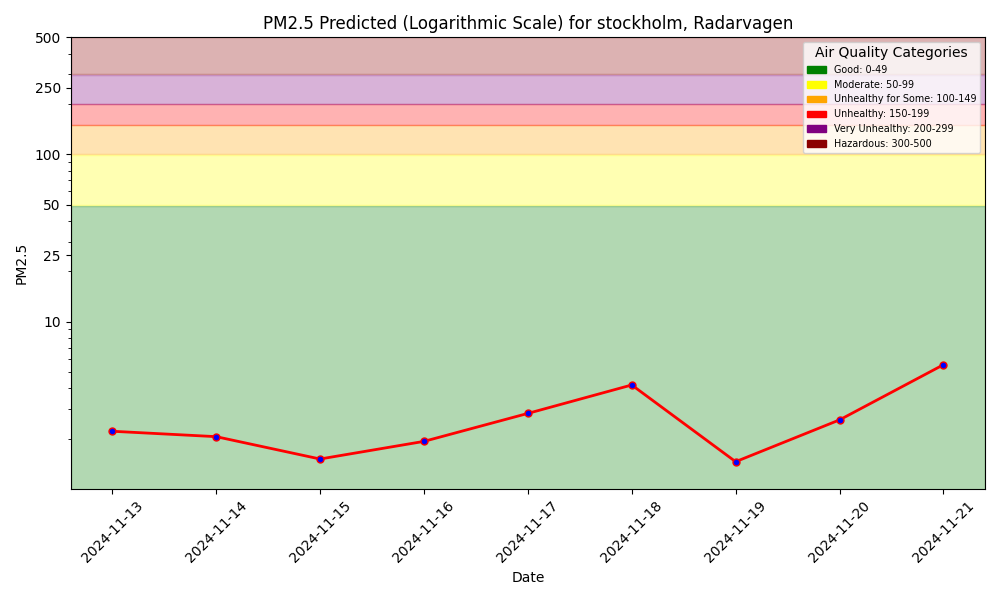 PM2.5 Predicted (Logarithmic Scale) for stockholm, Radarvagen
500
250
100
50
25
10
PM2.5
Air Quality Categories
Good: 0-49
Moderate: 50-99
Unhealthy for Some: 100-149
Unhealthy: 150-199
Very Unhealthy: 200-299
Hazardous: 300-500
2024-11-13
2024-11-14
2024-11-15
2024-11-16
2024-11-17
2024-11-18
2024-11-19
2024-11-20
2024-11-21
Date